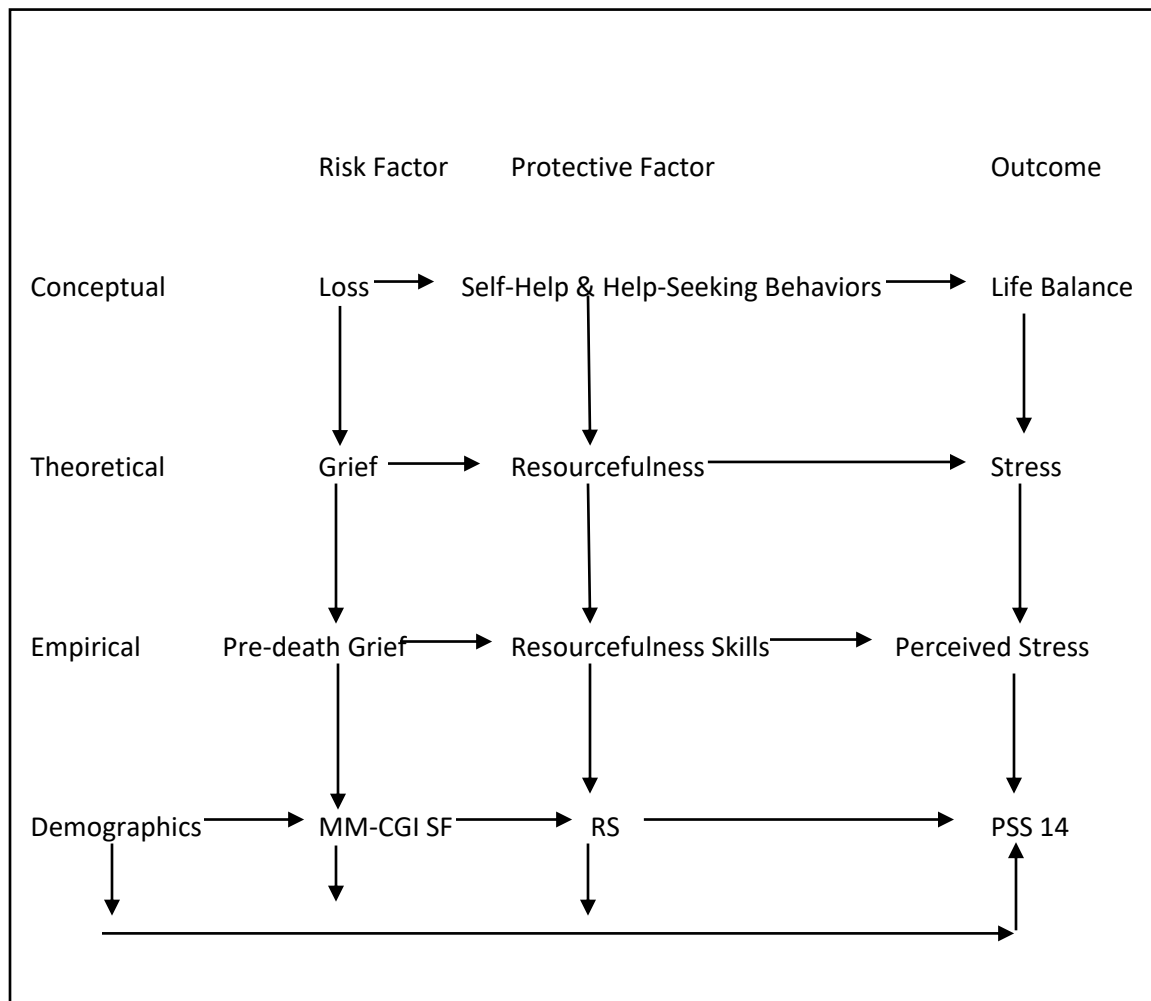 Risk Factor Protective Factor Outcome
Conceptual Loss Self-Help & Help-Seeking Behaviors Life Balance
Theoretical Grief Resourcefulness Stress
Empirical Pre-death Grief Resourcefulness Skills Perceived Stress
Demographics MM-CGI SF RS PSS 14